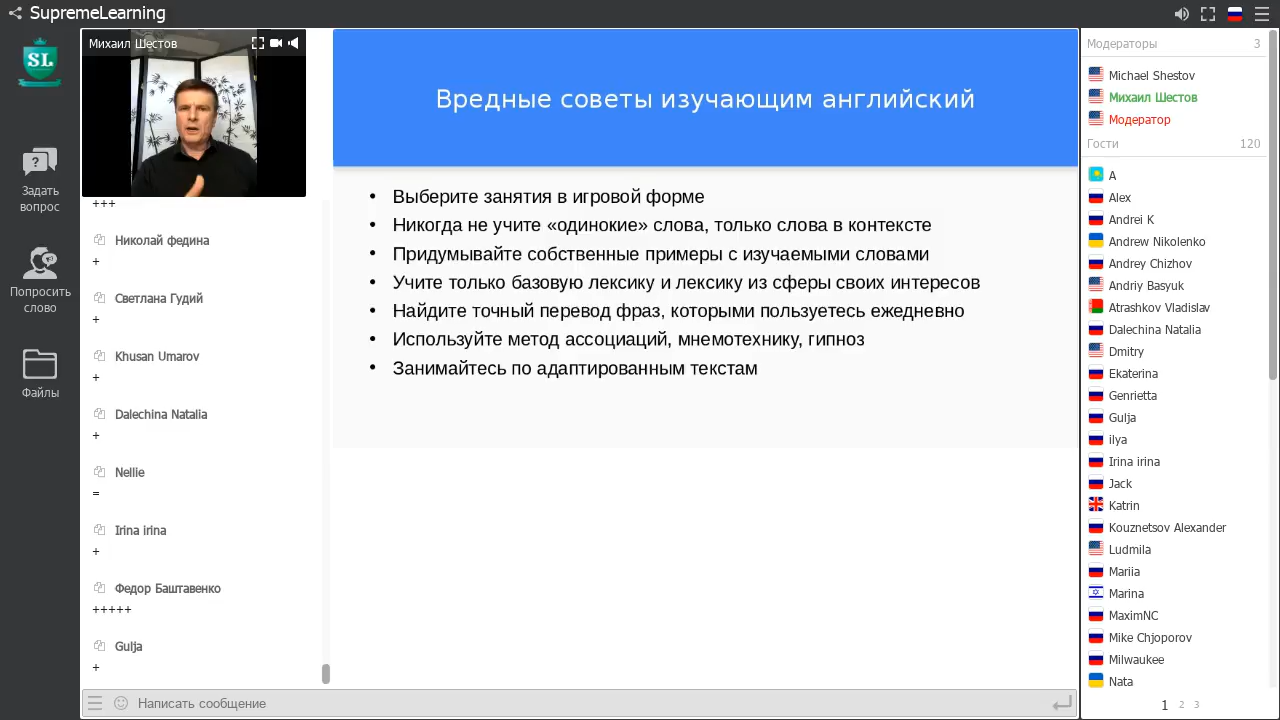 SupremeLearning
SL
Задать
вопрос
Попросить
слово
Файлы
Михаил Шестов
+++
Николай федина
+
Светлана Гудий
+
Khusan Umarov
+
Dalechina Natalia
+
Nellie
=
Irina irina
+
Федор Баштавенко
+++++
Gulja
+
Написать сообщение
Вредные советы изучающим английский
• Выберите занятия в игровой форме
• Никогда не учите «одинокие» слова, только слова в контексте
• Придумывайте собственные примеры с изучаемыми словами
• Учите только базовую лексику и лексику из сферы своих интересов
• Найдите точный перевод фраз, которыми пользуетесь ежедневно
• Используйте метод ассоциаций, мнемотехнику, гипноз
• Занимайтесь по адаптированным текстам
Модераторы 3
Michael Shestov
Михаил Шестов
Модератор
Гости 120
A
Alex
Andrei K
Andrew Nikolenko
Andrey Chizhov
Andriy Basyuk
Atrashkov Vladislav
Dalechina Natalia
Dmitry
Ekaterina
Genrietta
Gulja
ilya
Irina irina
Jack
Katrin
Kouznetsov Alexander
Ludmila
Mariia
Marina
MaximNC
Mike Chjoporov
Milwaukee
Nata
1 2 3